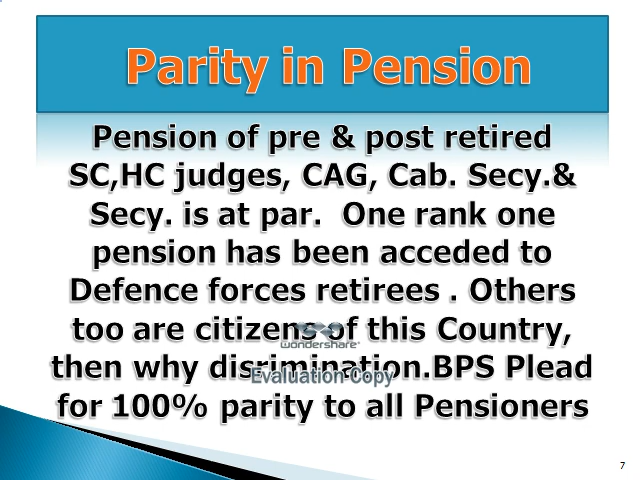 Parity in Pension
Pension of pre & post retired
SC,HC judges, CAG, Cab. Secy.&
Secy. is at par.  One rank one
pension has been acceded to
Defence forces retirees . Others
too are citizens of this Country,
wondershare
then why disrimination.BPS Plead
Evaluation Copy
for 100% parity to all Pensioners
7